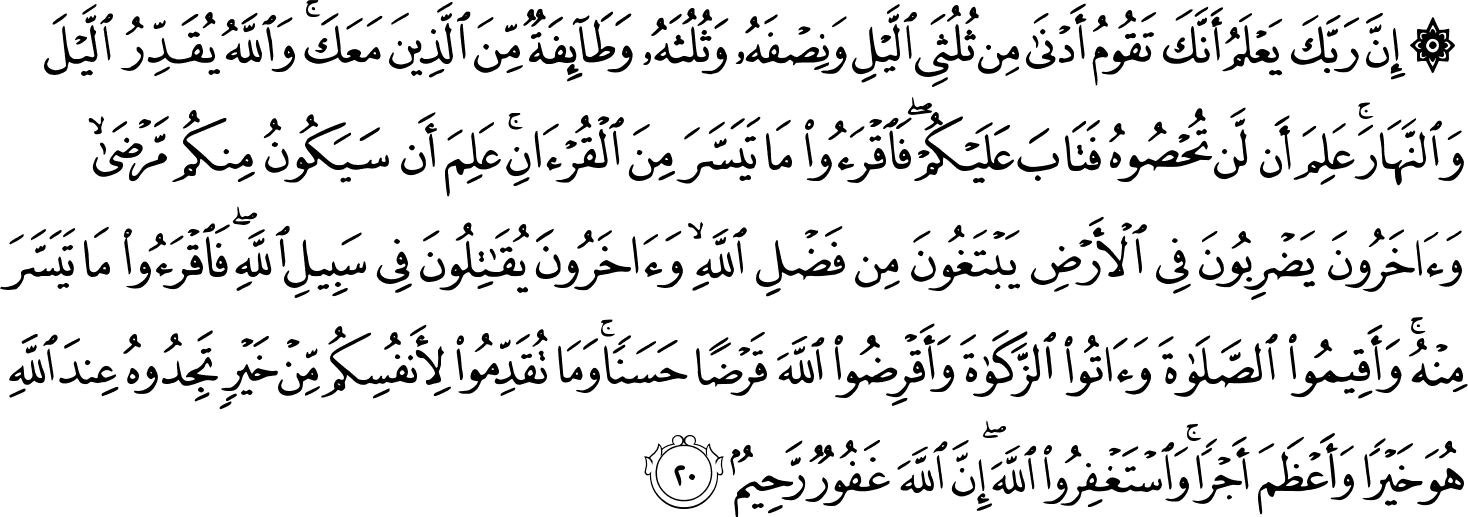 ۞ إِنَّ رَبَّكَ يَعْلَمُ أَنَّكَ تَقُومُ أَدْنَىٰ مِن ثُلُثَىِ ٱلَّيْلِ وَنِصْفَهُۥ وَثُلُثَهُۥ وَطَآئِفَةٌ مِّنَ ٱلَّذِينَ مَعَكَ ۚ وَٱللَّهُ يُقَدِّرُ ٱلَّيْلَ
وَٱلنَّهَارَ ۚ عَلِمَ أَن لَّن تُحْصُوهُ فَتَابَ عَلَيْكُمْ ۖ فَٱقْرَءُوا۟ مَا تَيَسَّرَ مِنَ ٱلْقُرْءَانِ ۚ عَلِمَ أَن سَيَكُونُ مِنكُم مَّرْضَىٰ ۙ
وَءَاخَرُونَ يَضْرِبُونَ فِى ٱلْأَرْضِ يَبْتَغُونَ مِن فَضْلِ ٱللَّهِ ۙ وَءَاخَرُونَ يُقَـٰتِلُونَ فِى سَبِيلِ ٱللَّهِ ۖ فَٱقْرَءُوا۟ مَا تَيَسَّرَ
مِنْهُ ۚ وَأَقِيمُوا۟ ٱلصَّلَوٰةَ وَءَاتُوا۟ ٱلزَّكَوٰةَ وَأَقْرِضُوا۟ ٱللَّهَ قَرْضًا حَسَنًا ۚ وَمَا تُقَدِّمُوا۟ لِأَنفُسِكُم مِّنْ خَيْرٍ تَجِدُوهُ عِندَ ٱللَّهِ
هُوَ خَيْرًا وَأَعْظَمَ أَجْرًا ۚ وَٱسْتَغْفِرُوا۟ ٱللَّهَ ۖ إِنَّ ٱللَّهَ غَفُورٌ رَّحِيمٌۢ ٢٠